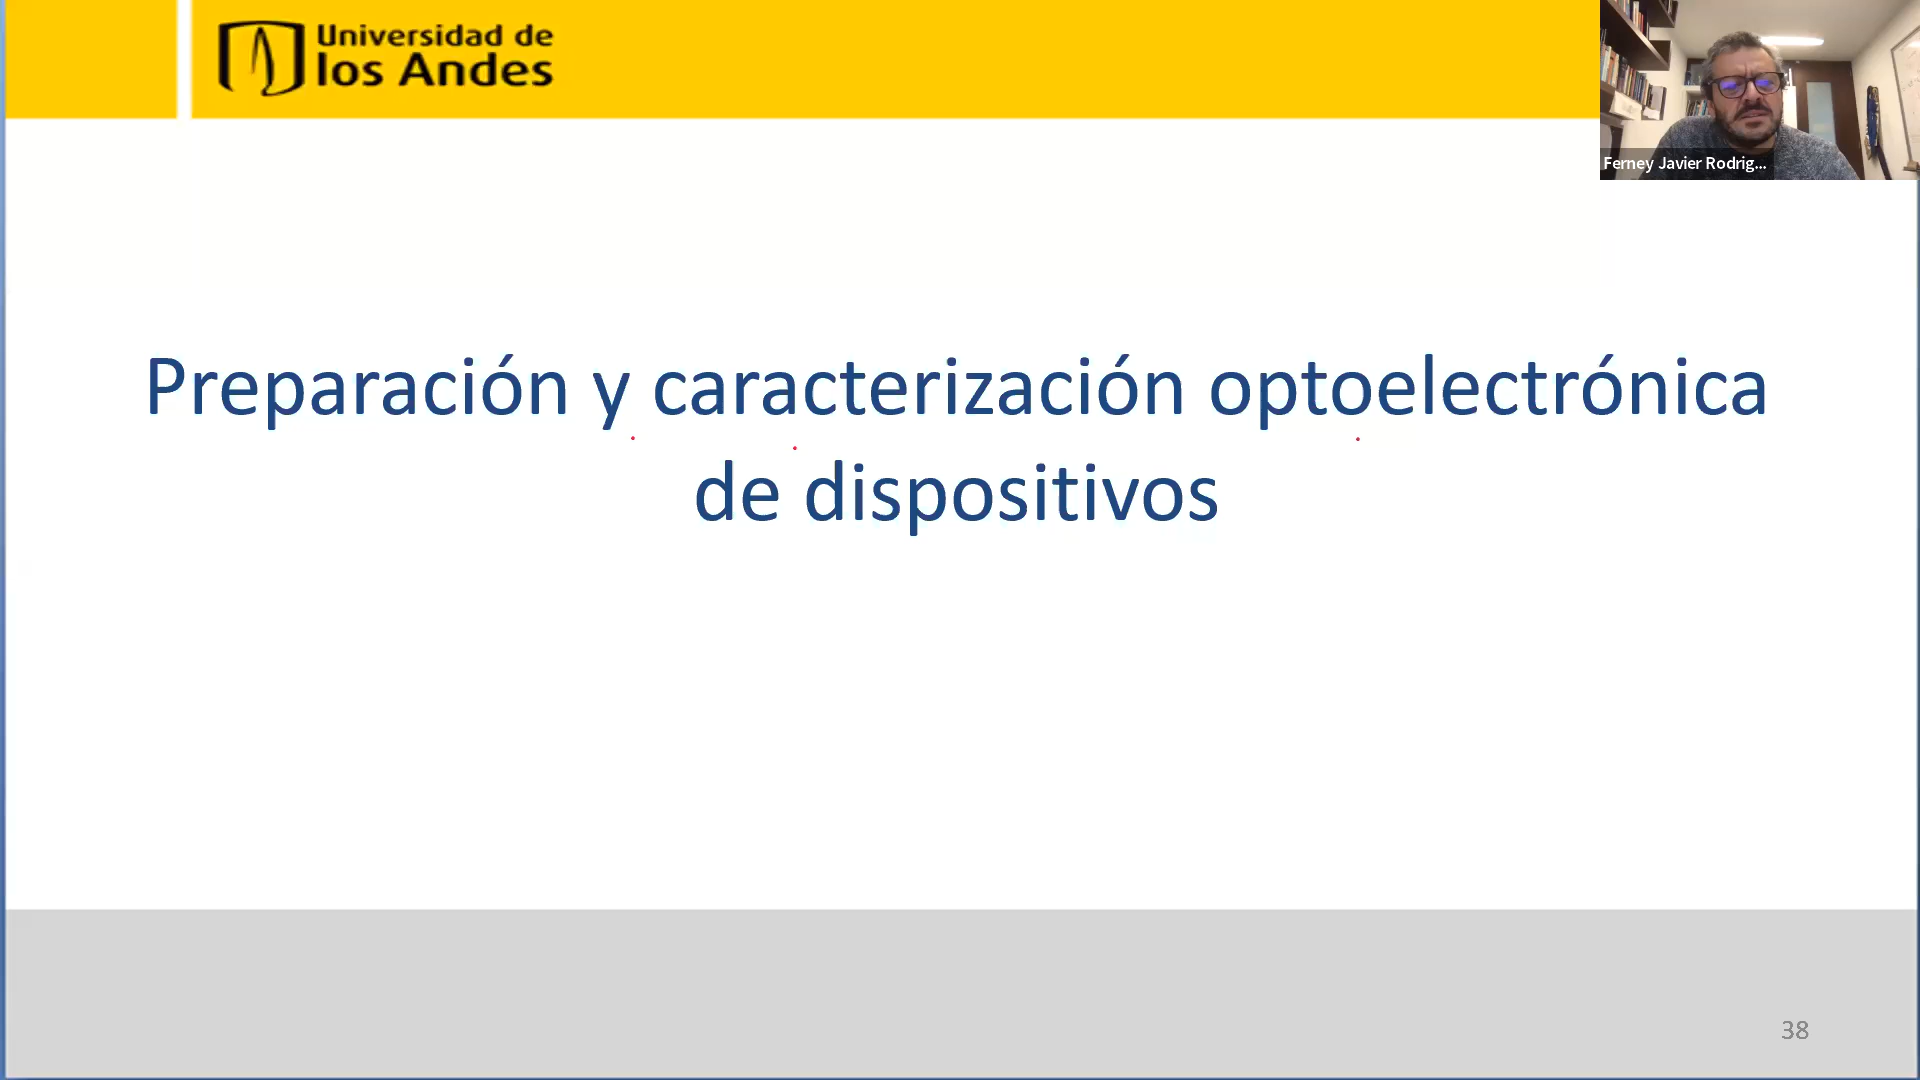 Universidad de
los Andes
Ferney Javier Rodrig...
Preparación y caracterización optoelectrónica
de dispositivos
38